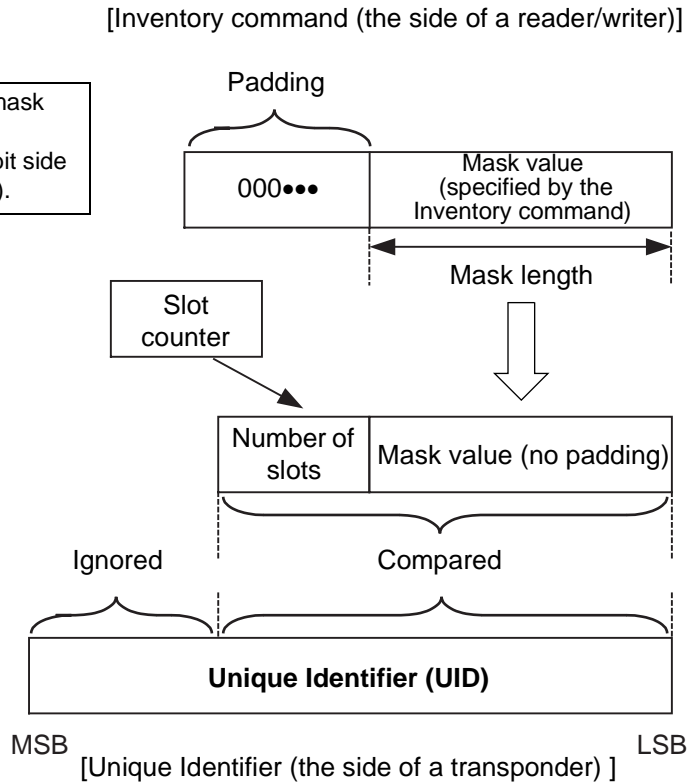 [Inventory command (the side of a reader/writer)]
mask
bit side
).
Padding
000•••
Mask value
(specified by the
Inventory command)
Mask length
Slot
counter
Number of
slots
Mask value (no padding)
Ignored
Compared
Unique Identifier (UID)
MSB
LSB
[Unique Identifier (the side of a transponder) ]